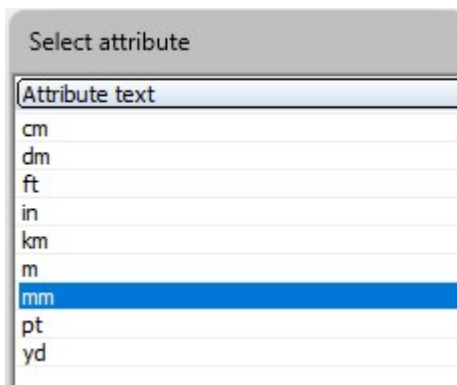 Select attribute
Attribute text
cm
dm
ft
in
km
m
mm
pt
yd